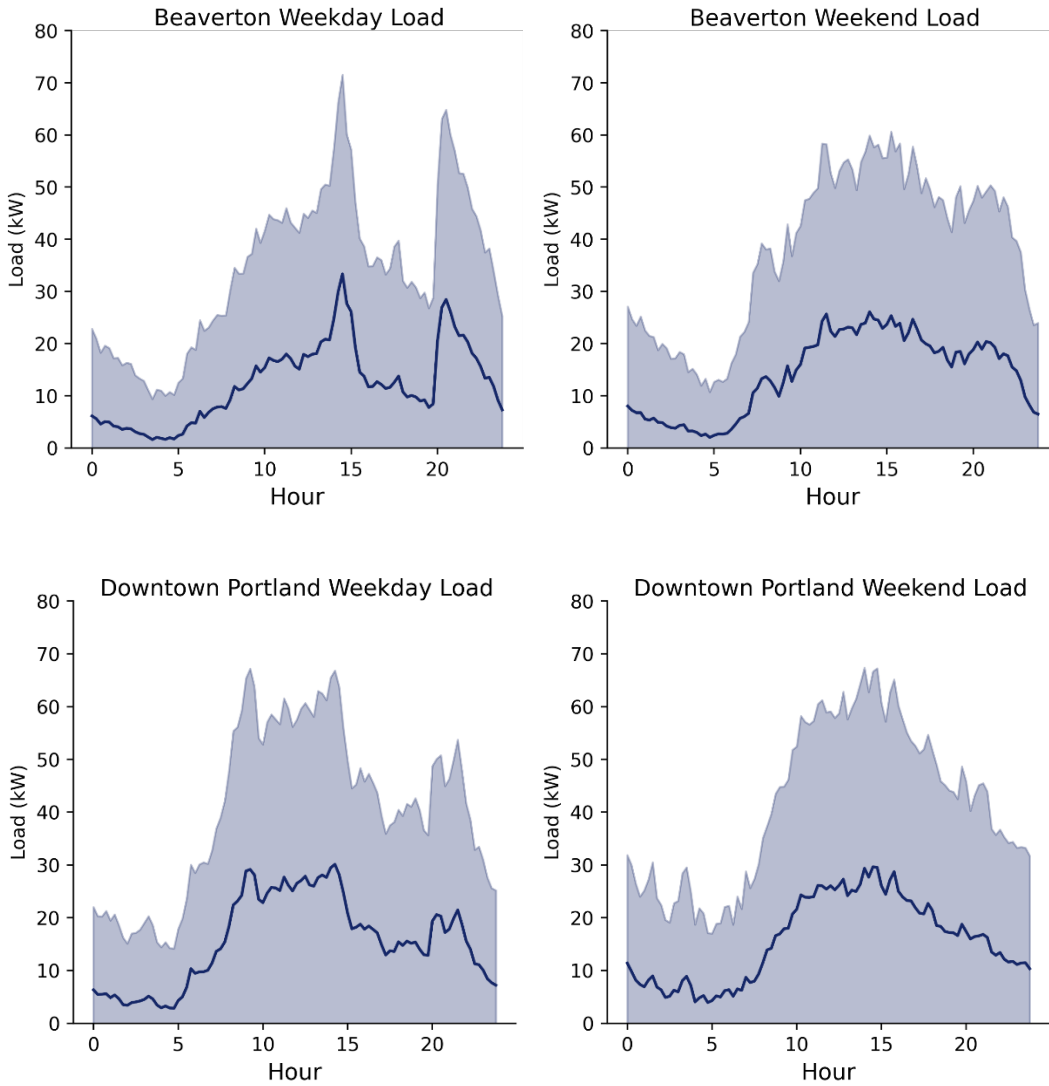 Beaverton Weekday Load
80
70
60
50
40
30
20
10
0
Load (kW)
0 5 10 15 20
Hour
Beaverton Weekend Load
80
70
60
50
40
30
20
10
0
Load (kW)
0 5 10 15 20
Hour
Downtown Portland Weekday Load
80
70
60
50
40
30
20
10
0
Load (kW)
0 5 10 15 20
Hour
Downtown Portland Weekend Load
80
70
60
50
40
30
20
10
0
Load (kW)
0 5 10 15 20
Hour